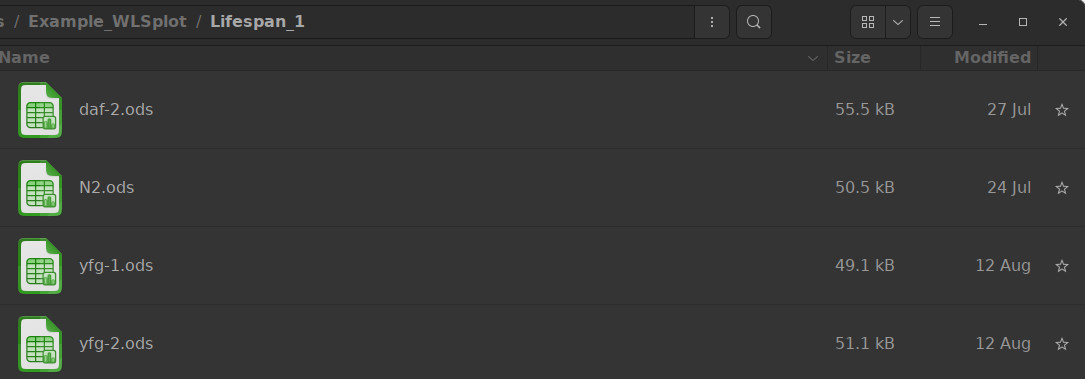 s / Example_WLSplot / Lifespan_1
Name Size Modified
daf-2.ods 55.5 kB 27 Jul
N2.ods 50.5 kB 24 Jul
yfg-1.ods 49.1 kB 12 Aug
yfg-2.ods 51.1 kB 12 Aug